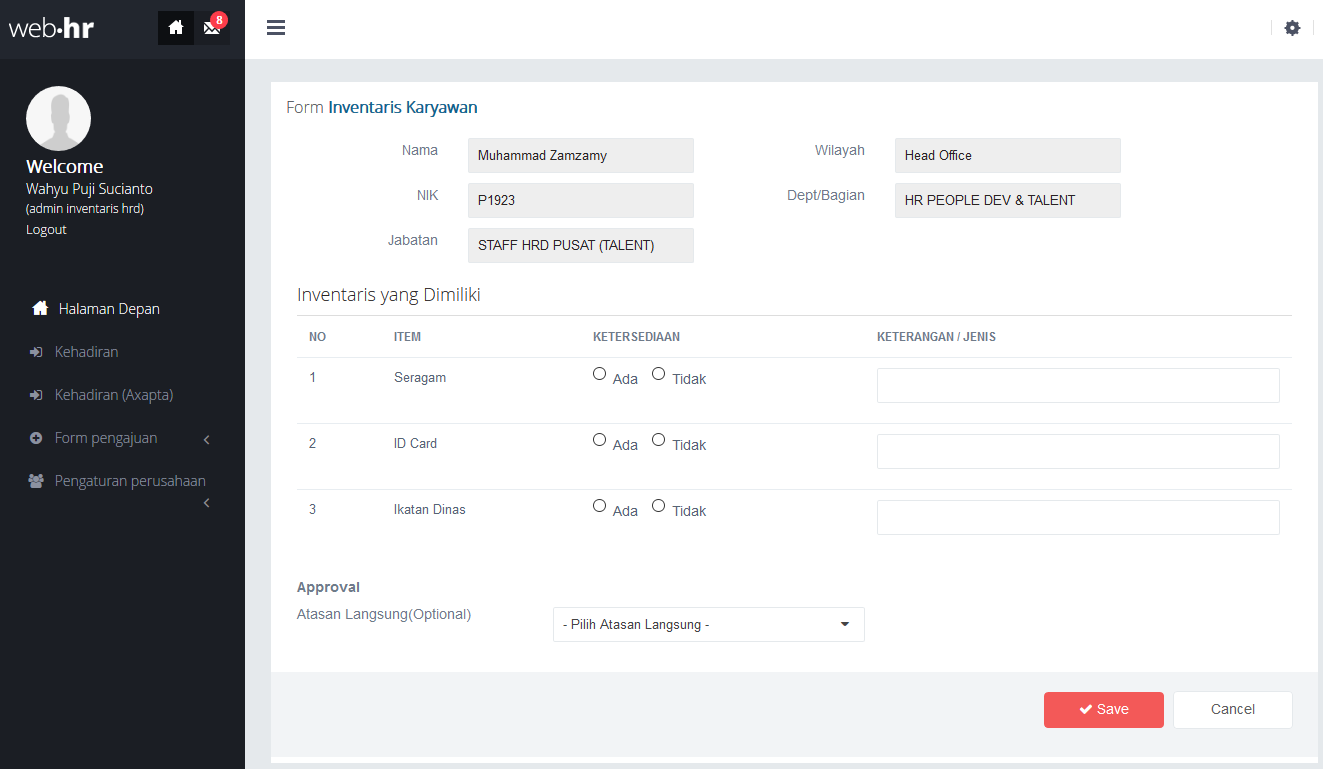 web·hr
8
Welcome
Wahyu Puji Sucianto
(admin inventaris hrd)
Logout
Halaman Depan
Kehadiran
Kehadiran (Axapta)
Form pengajuan
Pengaturan perusahaan
Form Inventaris Karyawan
Nama Muhammad Zamzamy Wilayah Head Office
NIK P1923 Dept/Bagian HR PEOPLE DEV & TALENT
Jabatan STAFF HRD PUSAT (TALENT)
Inventaris yang Dimiliki
NO ITEM KETERSEDIAAN KETERANGAN / JENIS
1 Seragam Ada Tidak
2 ID Card Ada Tidak
3 Ikatan Dinas Ada Tidak
Approval
Atasan Langsung(Optional) - Pilih Atasan Langsung -
Save Cancel